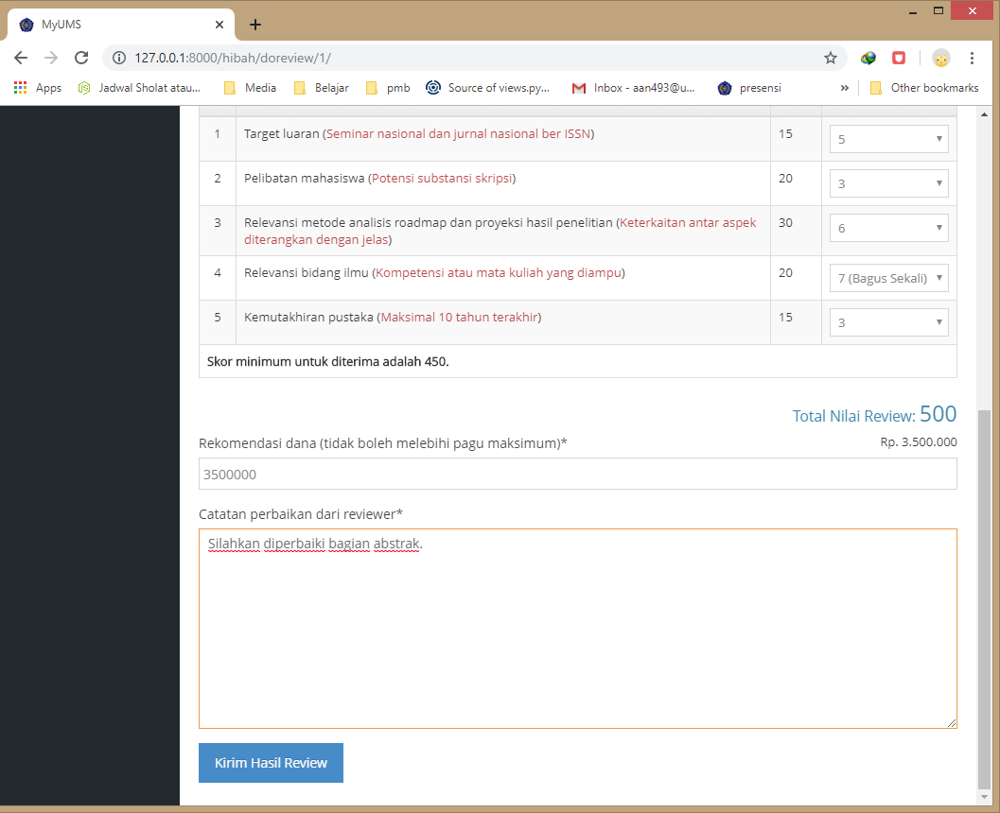 MyUMS
127.0.0.1:8000/hibah/doreview/1/
Apps Jadwal Sholat atau... Media Belajar pmb Source of views.py... Inbox - aan493@u... presensi » Other bookmarks
1 Target luaran (Seminar nasional dan jurnal nasional ber ISSN) 15 5
2 Pelibatan mahasiswa (Potensi substansi skripsi) 20 3
3 Relevansi metode analisis roadmap dan proyeksi hasil penelitian (Keterkaitan antar aspek 30 6
diterangkan dengan jelas)
4 Relevansi bidang ilmu (Kompetensi atau mata kuliah yang diampu) 20 7 (Bagus Sekali)
5 Kemutakhiran pustaka (Maksimal 10 tahun terakhir) 15 3
Skor minimum untuk diterima adalah 450.
Total Nilai Review: 500
Rekomendasi dana (tidak boleh melebihi pagu maksimum)* Rp. 3.500.000
3500000
Catatan perbaikan dari reviewer*
Silahkan diperbaiki bagian abstrak.
Kirim Hasil Review